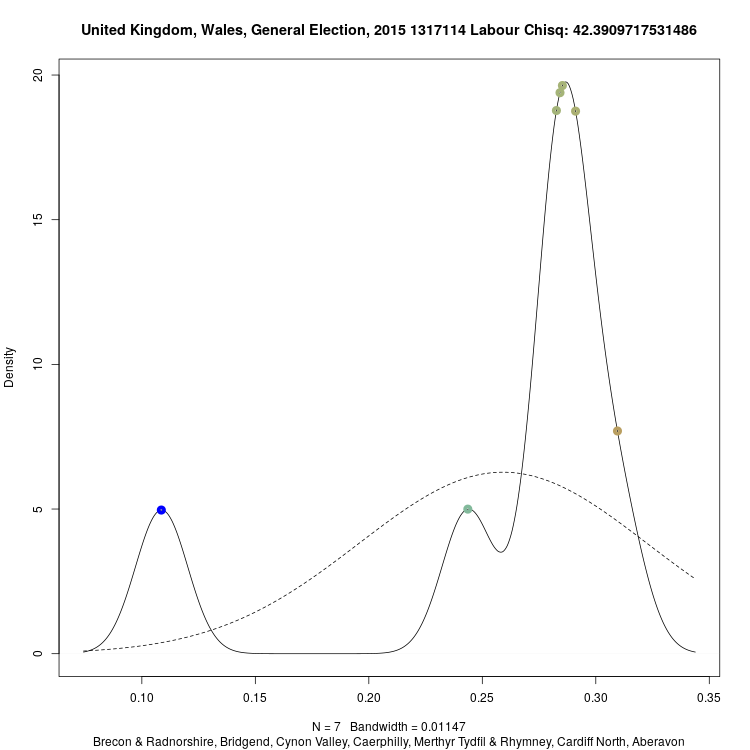 United Kingdom, Wales, General Election, 2015 1317114 Labour Chisq: 42.3909717531486
20
15
10
5
0
Density
0.10 0.15 0.20 0.25 0.30 0.35
N = 7 Bandwidth = 0.01147
Brecon & Radnorshire, Bridgend, Cynon Valley, Caerphilly, Merthyr Tydfil & Rhymney, Cardiff North, Aberavon